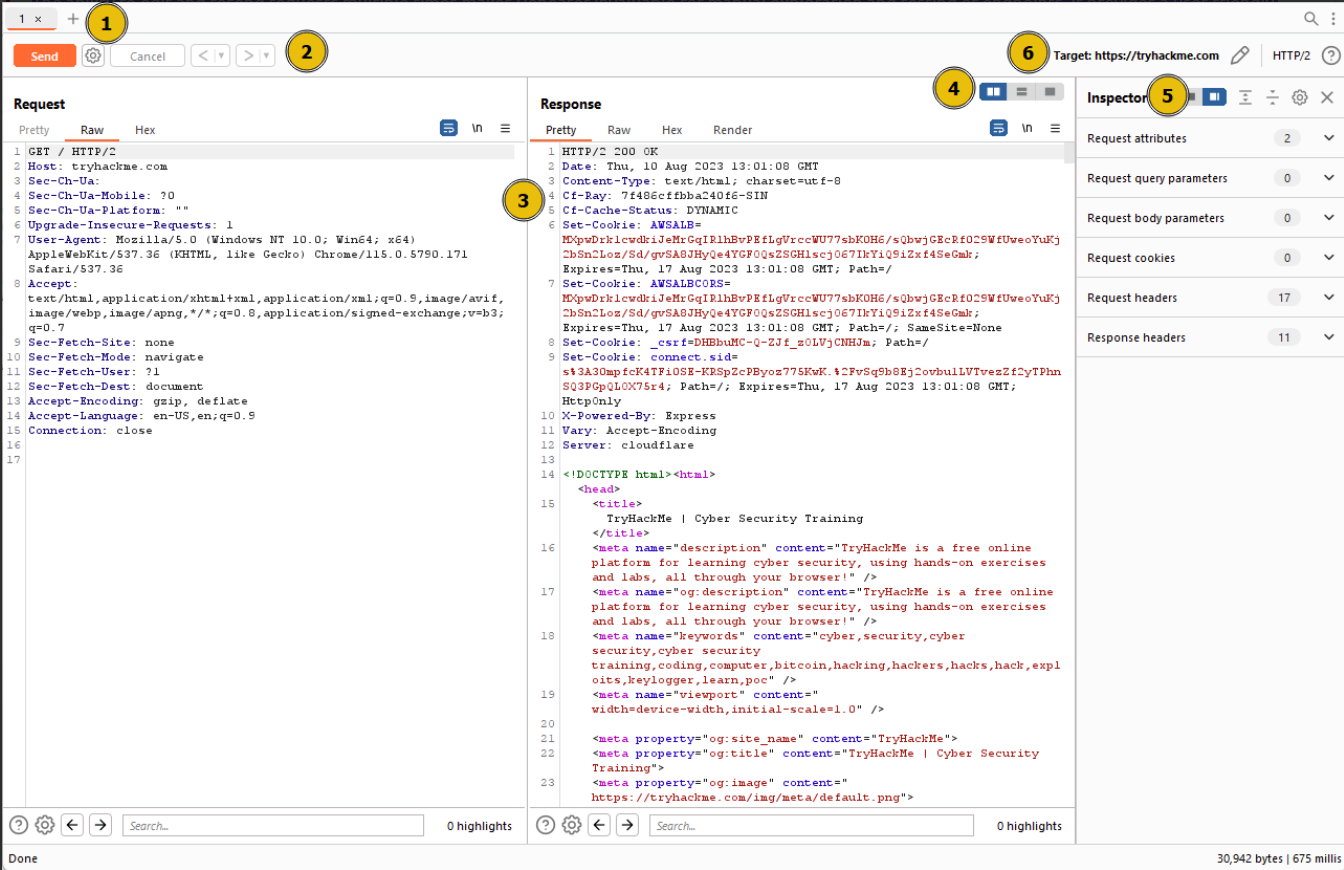 1 × +
1
Send
Cancel
< >
2
6
Target: https://tryhackme.com
HTTP/2
Request
Pretty Raw Hex
\n
1 GET / HTTP/2
2 Host: tryhackme.com
3 Sec-Ch-Ua:
4 Sec-Ch-Ua-Mobile: ?0
5 Sec-Ch-Ua-Platform: ""
6 Upgrade-Insecure-Requests: 1
7 User-Agent: Mozilla/5.0 (Windows NT 10.0; Win64; x64)
AppleWebKit/537.36 (KHTML, like Gecko) Chrome/115.0.5790.171
Safari/537.36
8 Accept:
text/html,application/xhtml+xml,application/xml;q=0.9,image/avif,
image/webp,image/apng,*/*;q=0.8,application/signed-exchange;v=b3;
q=0.7
9 Sec-Fetch-Site: none
10 Sec-Fetch-Mode: navigate
11 Sec-Fetch-User: ?1
12 Sec-Fetch-Dest: document
13 Accept-Encoding: gzip, deflate
14 Accept-Language: en-US,en;q=0.9
15 Connection: close
16
17
Search...
0 highlights
3
4
Response
Pretty Raw Hex Render
\n
1 HTTP/2 200 OK
2 Date: Thu, 10 Aug 2023 13:01:08 GMT
3 Content-Type: text/html; charset=utf-8
4 Cf-Ray: 7f486cffbba240f6-SIN
5 Cf-Cache-Status: DYNAMIC
6 Set-Cookie: AWSALB=
Expires=Thu, 17 Aug 2023 13:01:08 GMT; Path=/
7 Set-Cookie: AWSALBCORS=
Expires=Thu, 17 Aug 2023 13:01:08 GMT; Path=/; SameSite=None
8 Set-Cookie: _csrf=DHBbuMC-Q-ZJf_z0LVjCNHJm; Path=/
9 Set-Cookie: connect.sid=
Path=/; Expires=Thu, 17 Aug 2023 13:01:08 GMT;
HttpOnly
10 X-Powered-By: Express
11 Vary: Accept-Encoding
12 Server: cloudflare
13
14 <!DOCTYPE html><html>
<head>
15 <title>
TryHackMe | Cyber Security Training
</title>
16 <meta name="description" content="TryHackMe is a free online
platform for learning cyber security, using hands-on exercises
and labs, all through your browser!" />
17 <meta name="og:description" content="TryHackMe is a free online
platform for learning cyber security, using hands-on exercises
and labs, all through your browser!" />
18 <meta name="keywords" content="cyber,security,cyber
security,cyber security
training,coding,computer,bitcoin,hacking,hackers,hacks,hack,expl
oits,keylogger,learn,poc" />
19 <meta name="viewport" content="
width=device-width,initial-scale=1.0" />
20
21 <meta property="og:site_name" content="TryHackMe">
22 <meta property="og:title" content="TryHackMe | Cyber Security
Training">
23 <meta property="og:image" content="
https://tryhackme.com/img/meta/default.png">
Search...
0 highlights
Inspector
5
Request attributes 2
Request query parameters 0
Request body parameters 0
Request cookies 0
Request headers 17
Response headers 11
Done
30,942 bytes | 675 millis